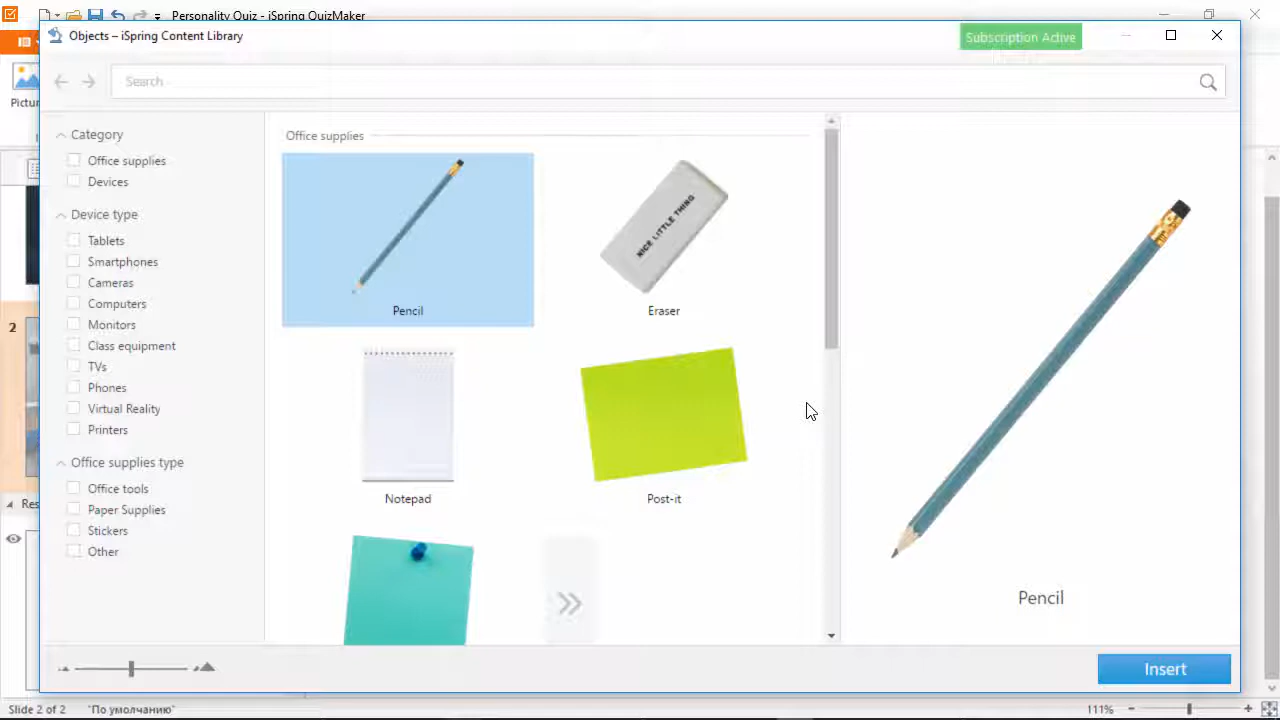 Personality Quiz - iSpring QuizMaker
Objects – iSpring Content Library
Subscription Active
Search
Pictur
Category
Office supplies
Devices
Device type
Tablets
Smartphones
Cameras
Computers
Monitors
Class equipment
TVs
Phones
Virtual Reality
Printers
Office supplies type
Office tools
Paper Supplies
Stickers
Other
Office supplies
Pencil
NICE LITTLE THING
Eraser
Notepad
Post-it
Pencil
Insert
2
Res
Slide 2 of 2
"По умолчанию"
111%